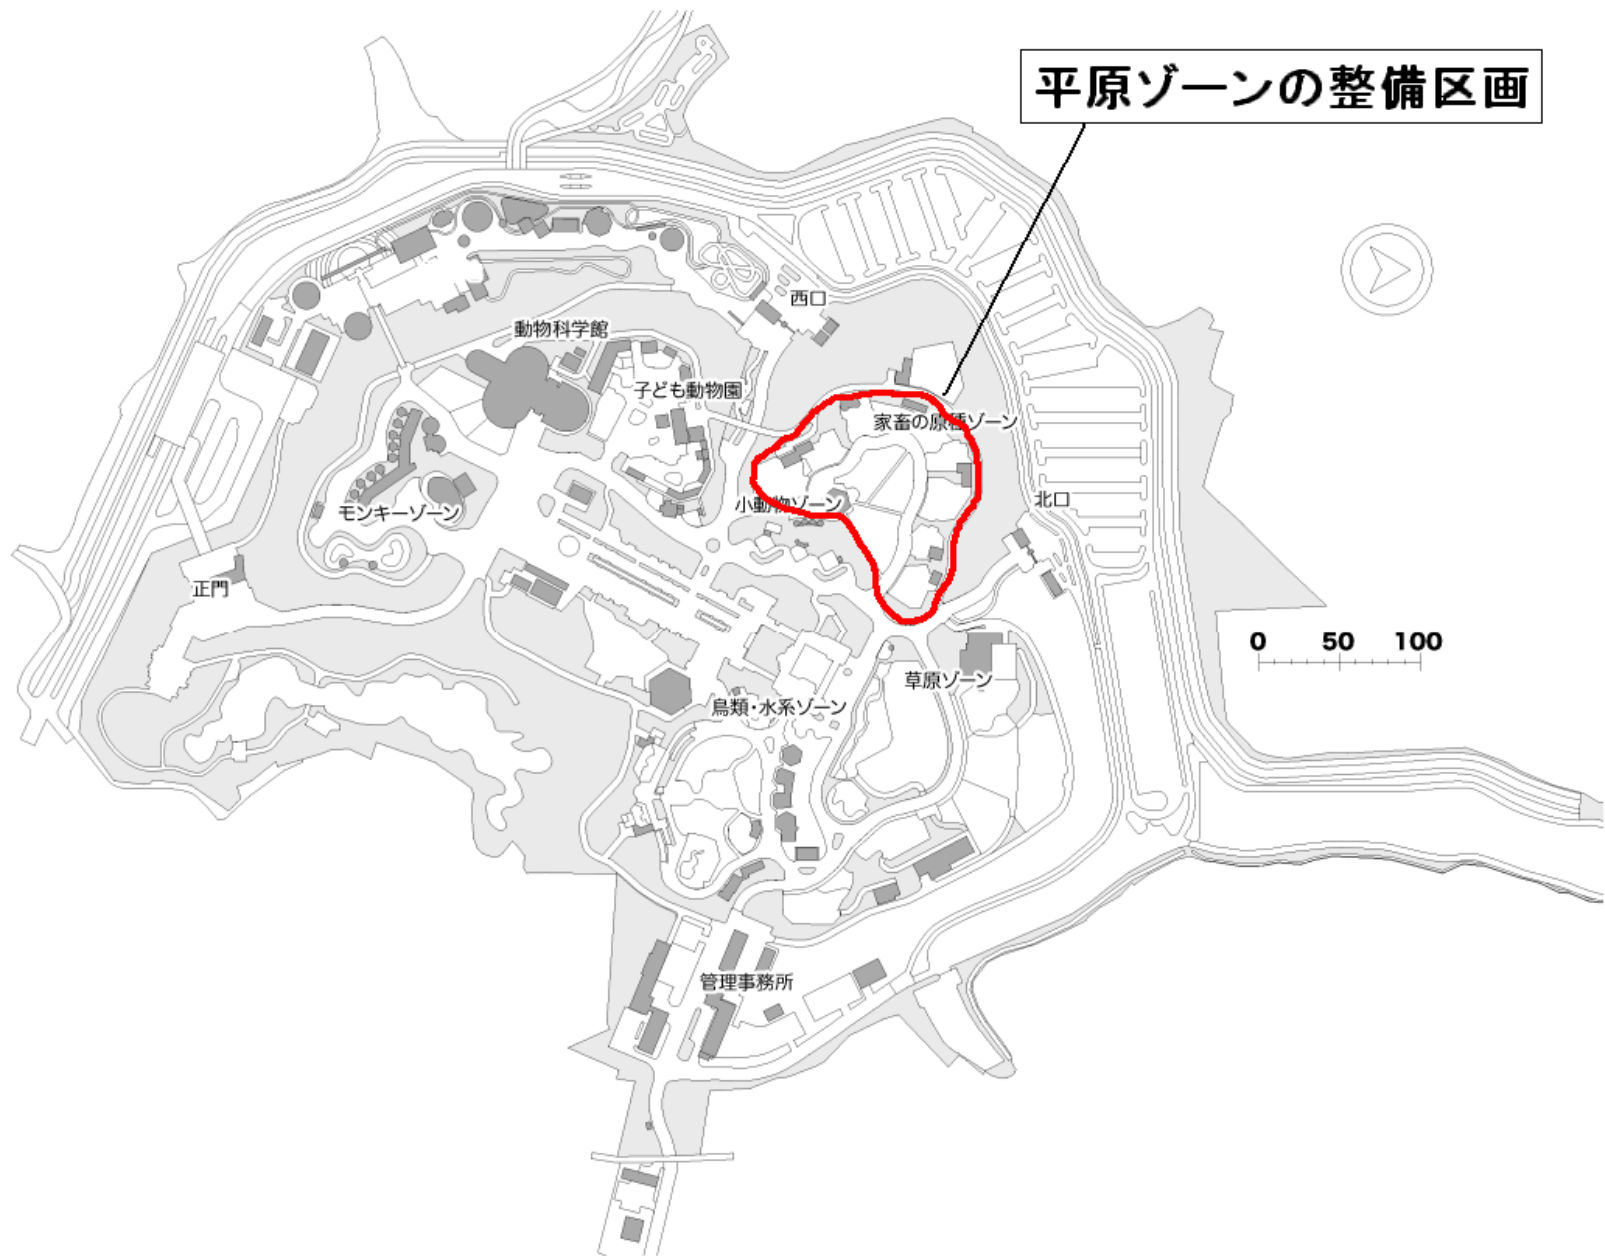 平原ゾーンの整備区画
西口
動物科学館
子ども動物園
家畜の原種ゾーン
小動物ゾーン
北口
モンキーゾーン
正門
0 50 100
草原ゾーン
鳥類・水系ゾーン
管理事務所